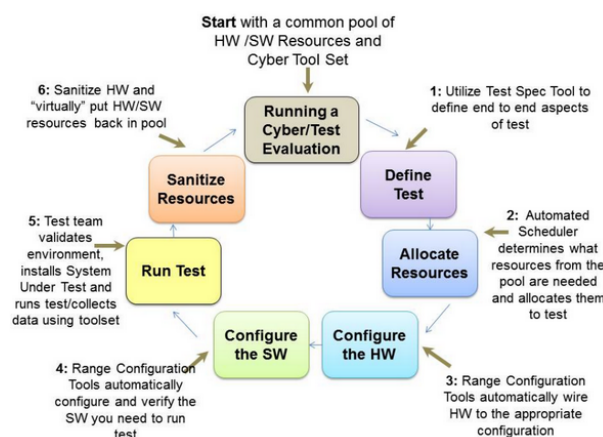 Start with a common pool of
HW /SW Resources and
Cyber Tool Set
6: Sanitize HW and
“virtually” put HW/SW
resources back in pool
Running a
Cyber/Test
Evaluation
1: Utilize Test Spec Tool to
define end to end aspects
of test
Sanitize
Resources
Define
Test
5: Test team
validates
environment,
installs System
Under Test and
runs test/collects
data using toolset
Run Test
Allocate
Resources
2: Automated
Scheduler
determines what
resources from the
pool are needed
and allocates them
to test
Configure
the SW
Configure
the HW
4: Range Configuration
Tools automatically
configure and verify the
SW you need to run
test
3: Range Configuration
Tools automatically wire
HW to the appropriate
configuration